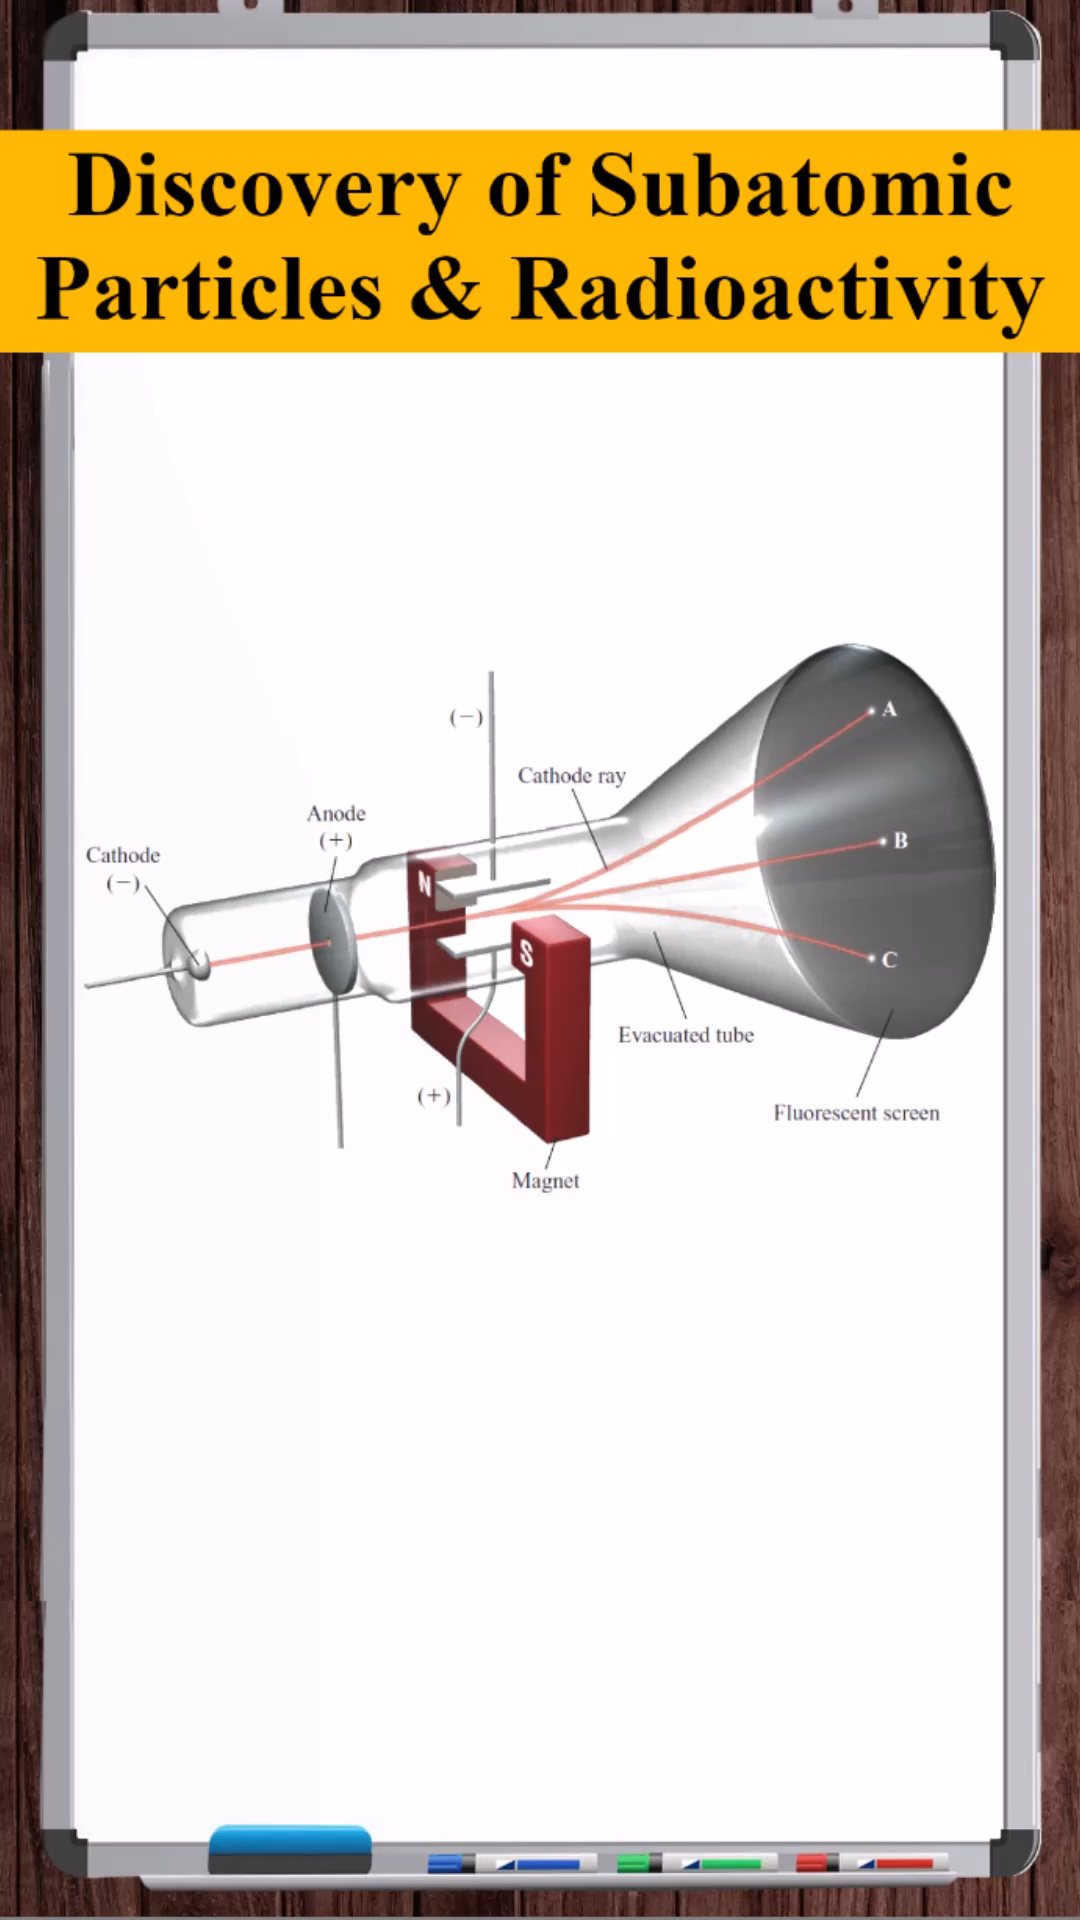 Discovery of Subatomic
Particles & Radioactivity
(−)
A
Cathode ray
Anode
(+)
B
Cathode
(−)
N
S
C
Evacuated tube
(+)
Fluorescent screen
Magnet